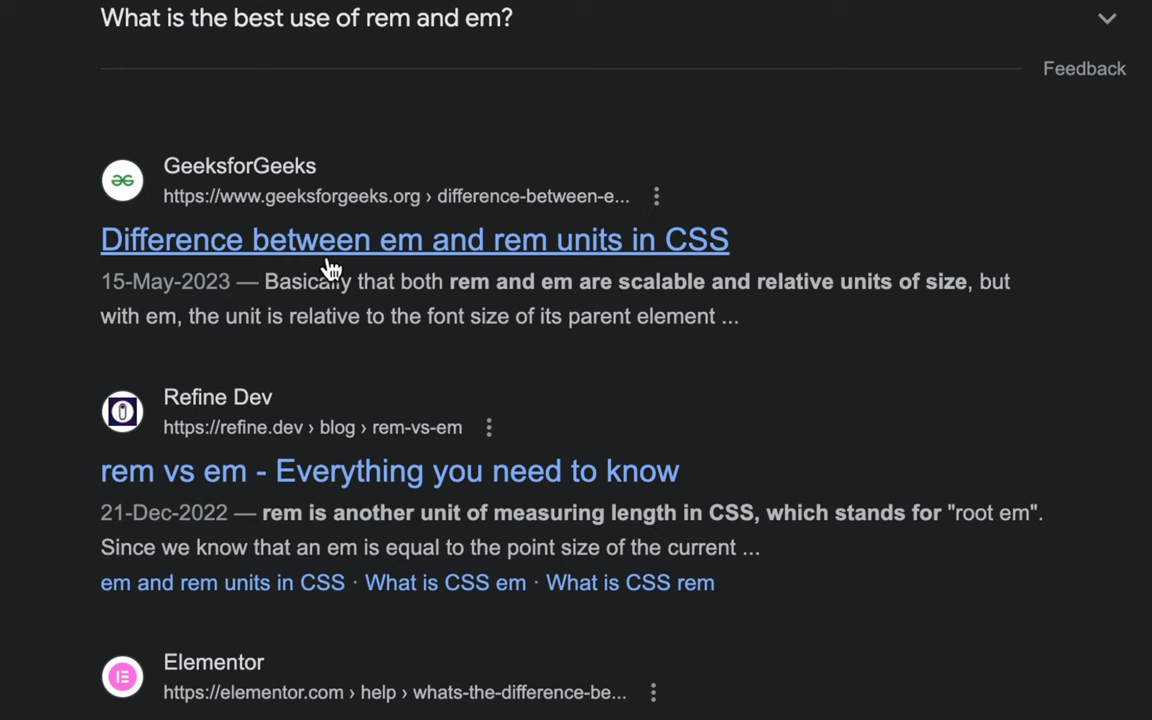 What is the best use of rem and em?
Feedback
GeeksforGeeks
https://www.geeksforgeeks.org › difference-between-e...
Difference between em and rem units in CSS
15-May-2023 — Basically that both rem and em are scalable and relative units of size, but
with em, the unit is relative to the font size of its parent element ...
Refine Dev
https://refine.dev › blog › rem-vs-em
rem vs em - Everything you need to know
21-Dec-2022 — rem is another unit of measuring length in CSS, which stands for "root em".
Since we know that an em is equal to the point size of the current ...
em and rem units in CSS · What is CSS em · What is CSS rem
Elementor
https://elementor.com › help › whats-the-difference-be...